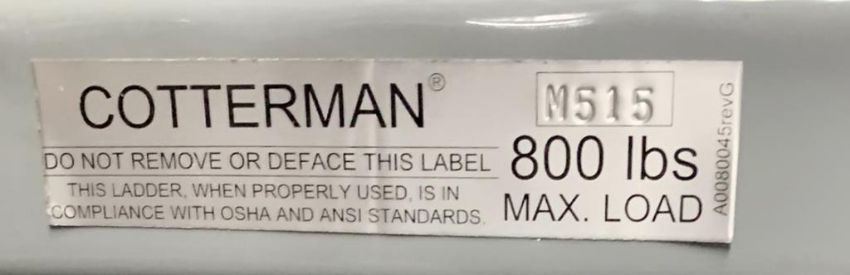 COTTERMAN®
DO NOT REMOVE OR DEFACE THIS LABEL
THIS LADDER, WHEN PROPERLY USED, IS IN
COMPLIANCE WITH OSHA AND ANSI STANDARDS.
M515
800 lbs
MAX. LOAD
A0080045revG